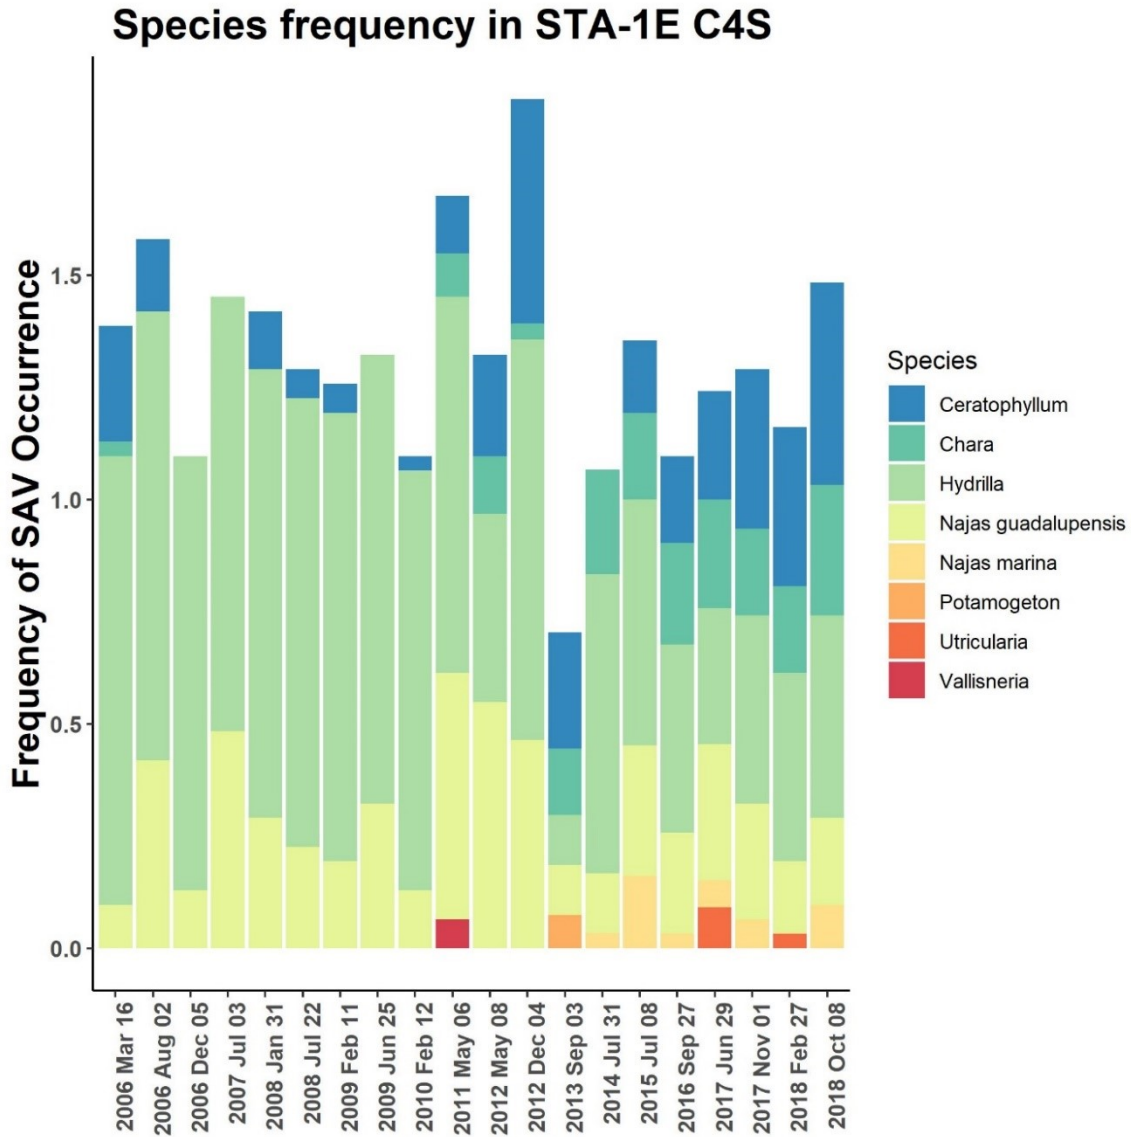 Species frequency in STA-1E C4S
Frequency of SAV Occurrence
1.5
1.0
0.5
0.0
2006 Mar 16
2006 Aug 02
2006 Dec 05
2007 Jul 03
2008 Jan 31
2008 Jul 22
2009 Feb 11
2009 Jun 25
2010 Feb 12
2011 May 06
2012 May 08
2012 Dec 04
2013 Sep 03
2014 Jul 31
2015 Jul 08
2016 Sep 27
2017 Jun 29
2017 Nov 01
2018 Feb 27
2018 Oct 08
Species
Ceratophyllum
Chara
Hydrilla
Najas guadalupensis
Najas marina
Potamogeton
Utricularia
Vallisneria